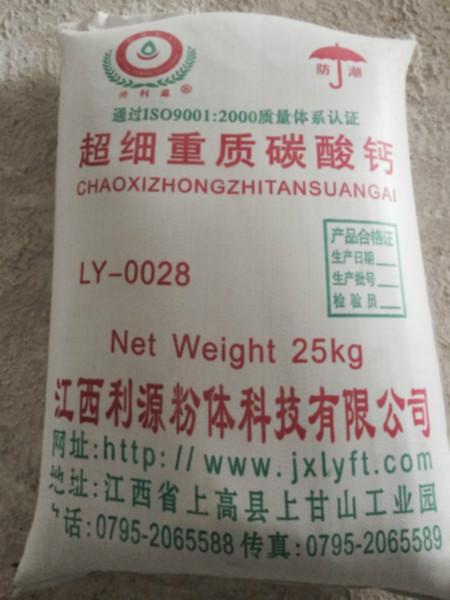 兴利源®
防潮
通过ISO9001:2000质量体系认证
超细重质碳酸钙
CHAOXIZHONGZHITANSUANGAI
产品合格证
生产日期
生产批号
检验员
LY-0028
Net Weight 25kg
江西利源粉体科技有限公司
网址:http://www.jxlyft.com
地址:江西省上高县上甘山工业园
话:0795-2065588 传真:0795-2065589